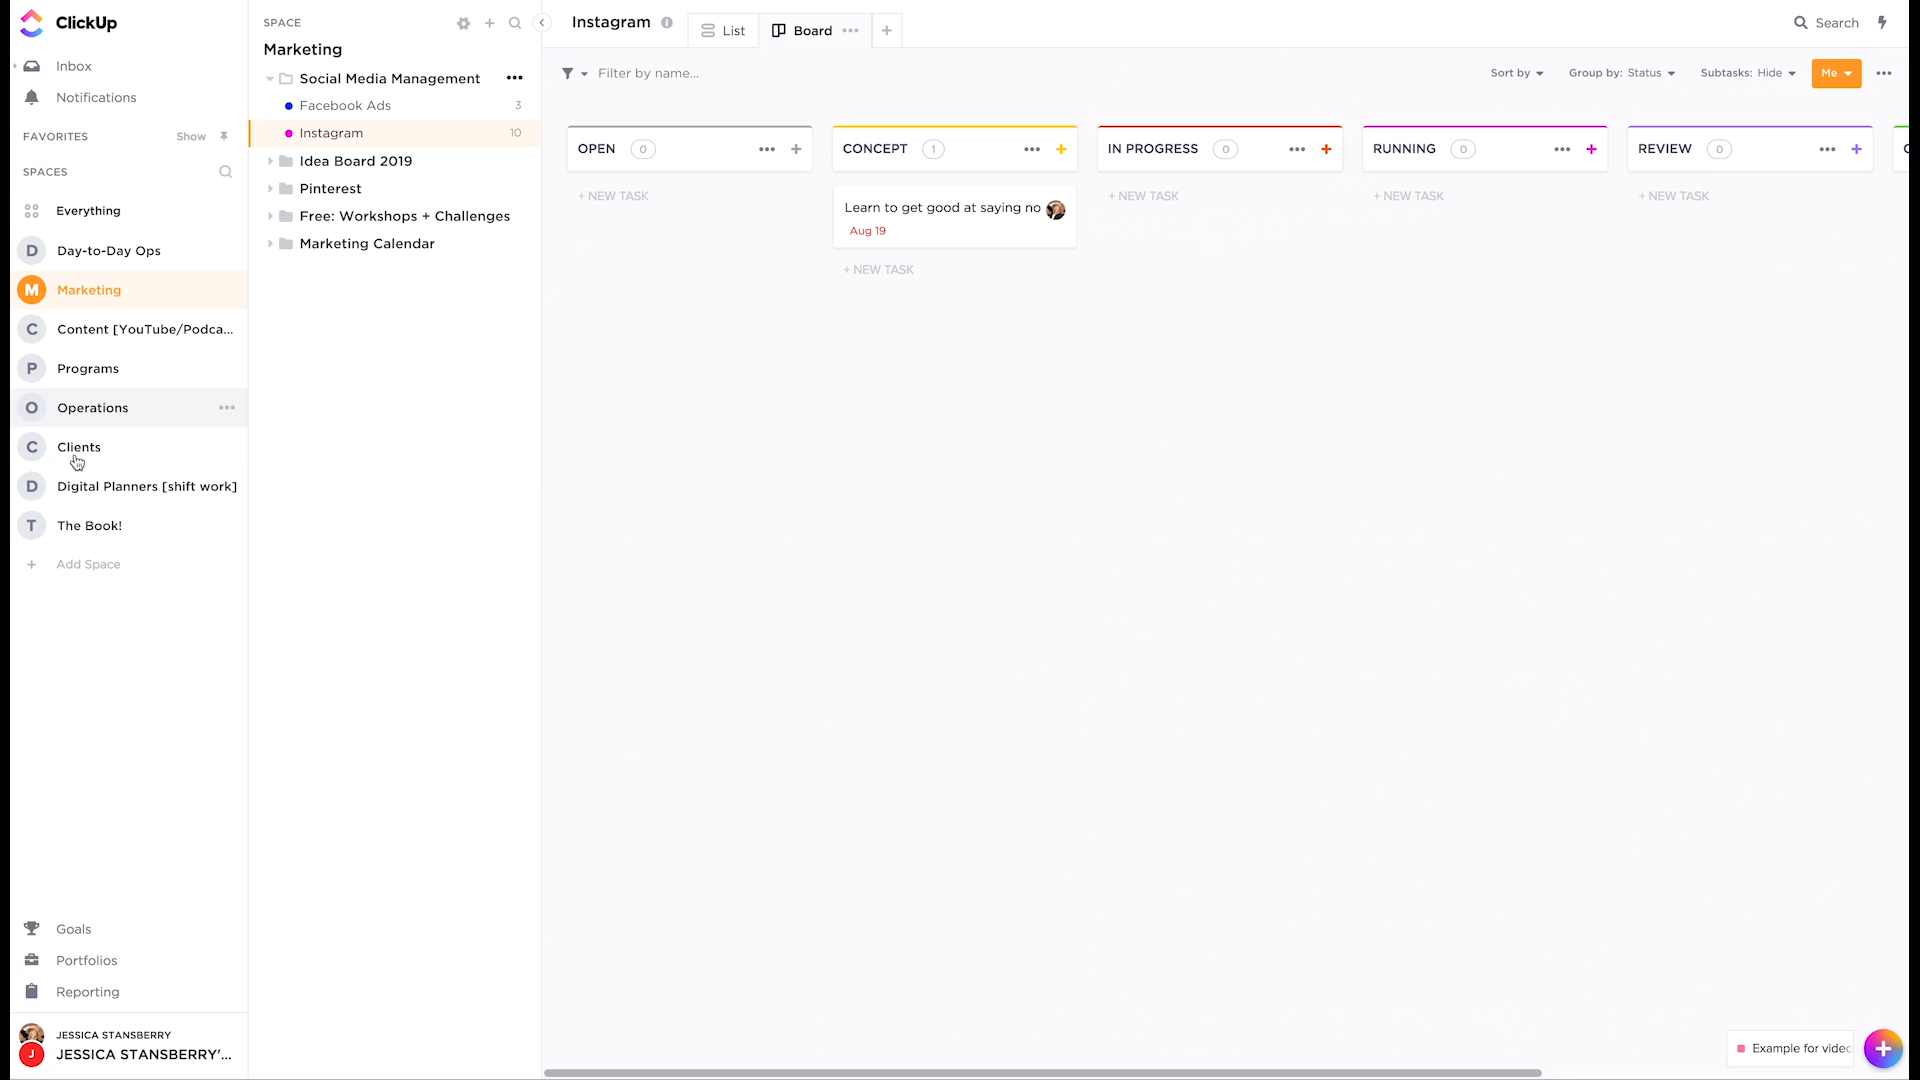 ClickUp
Inbox
Notifications
FAVORITES Show
SPACES
Everything
D Day-to-Day Ops
M Marketing
C Content [YouTube/Podca...
P Programs
O Operations
C Clients
D Digital Planners [shift work]
T The Book!
+ Add Space
Goals
Portfolios
Reporting
JESSICA STANSBERRY
J JESSICA STANSBERRY'...
SPACE
Marketing
Social Media Management
Facebook Ads 3
Instagram 10
Idea Board 2019
Pinterest
Free: Workshops + Challenges
Marketing Calendar
Instagram List Board
Search
Filter by name...
Sort by Group by: Status Subtasks: Hide Me
OPEN 0
+ NEW TASK
CONCEPT 1
Learn to get good at saying no
Aug 19
+ NEW TASK
IN PROGRESS 0
+ NEW TASK
RUNNING 0
+ NEW TASK
REVIEW 0
+ NEW TASK
Example for video